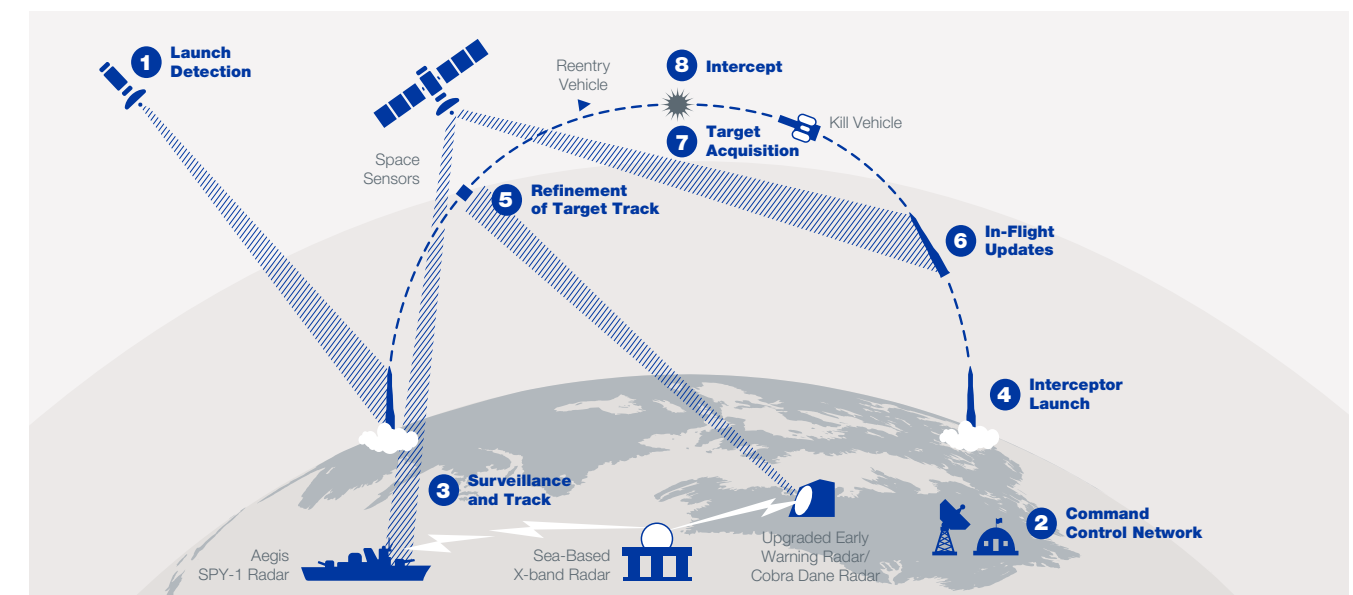 1 Launch
Detection
Space
Sensors
Reentry
Vehicle
8 Intercept
7 Target
Acquisition
Kill Vehicle
5 Refinement
of Target Track
6 In-Flight
Updates
4 Interceptor
Launch
3 Surveillance
and Track
2 Command
Control Network
Aegis
SPY-1 Radar
Sea-Based
X-band Radar
Upgraded Early
Warning Radar/
Cobra Dane Radar